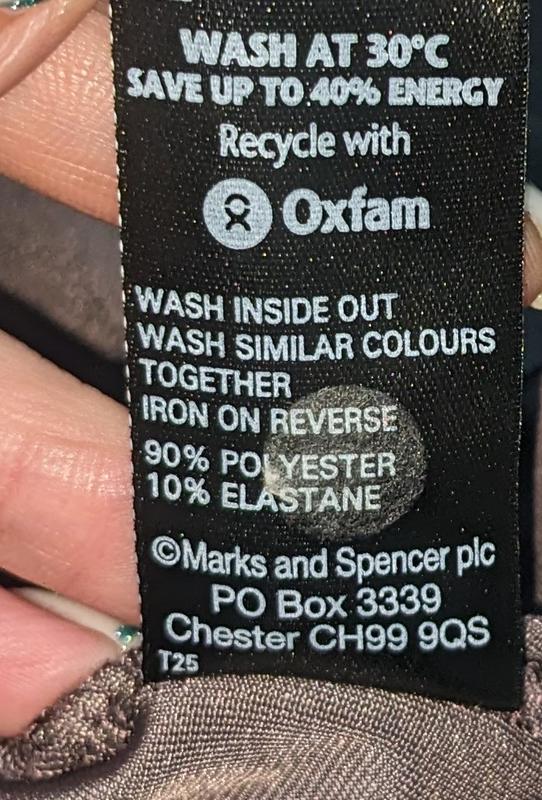 WASH AT 30°C
SAVE UP TO 40% ENERGY
Recycle with
Oxfam
WASH INSIDE OUT
WASH SIMILAR COLOURS
TOGETHER
IRON ON REVERSE
90% POLYESTER
10% ELASTANE
©Marks and Spencer plc
PO Box 3339
Chester CH99 9QS
T25